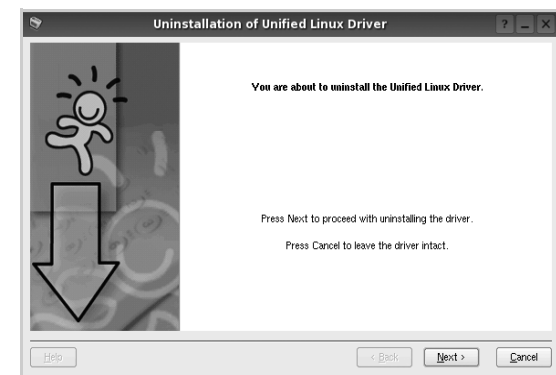 Uninstallation of Unified Linux Driver
You are about to uninstall the Unified Linux Driver.
Press Next to proceed with uninstalling the driver.
Press Cancel to leave the driver intact.
Help
< Back
Next >
Cancel